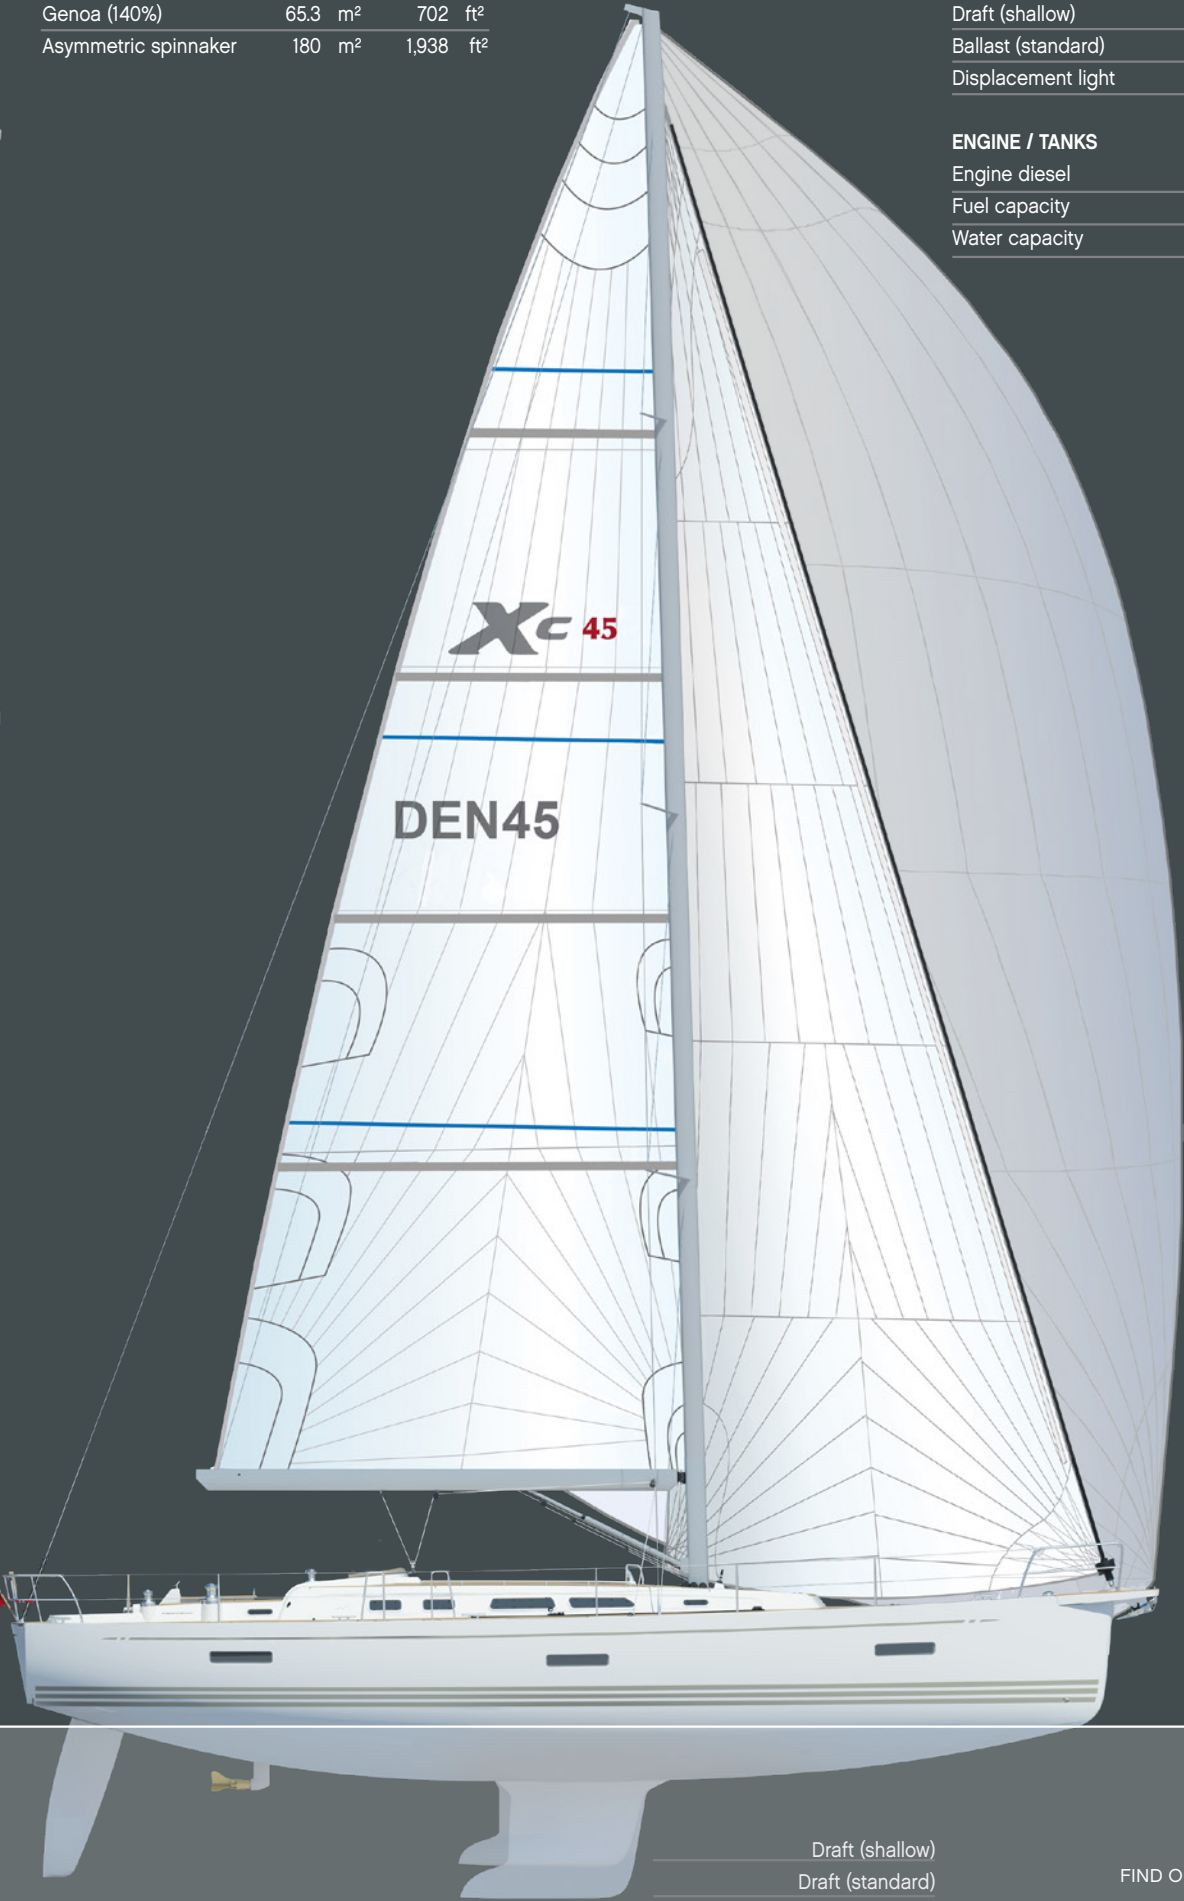 Genoa (140%) 65.3 m² 702 ft²
Asymmetric spinnaker 180 m² 1,938 ft²
Draft (shallow)
Ballast (standard)
Displacement light
ENGINE / TANKS
Engine diesel
Fuel capacity
Water capacity
Xc 45
DEN45
Draft (shallow)
Draft (standard)
FIND O